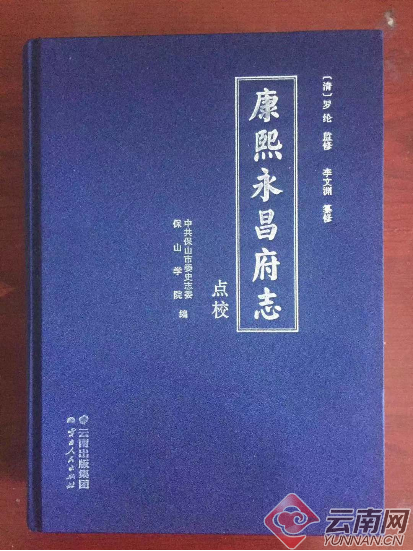 〔清〕罗纶 监修 李文渊 纂修
康熙永昌府志
点校
中共保山市委史志委
保山学院
编
云南出版集团
云南人民出版社
云南网
YUNNAN.CN